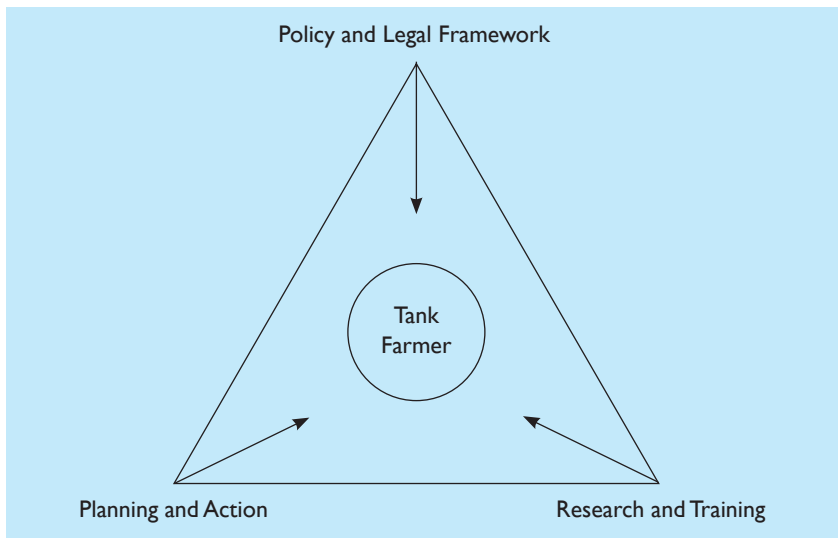 Policy and Legal Framework
Tank
Farmer
Planning and Action
Research and Training